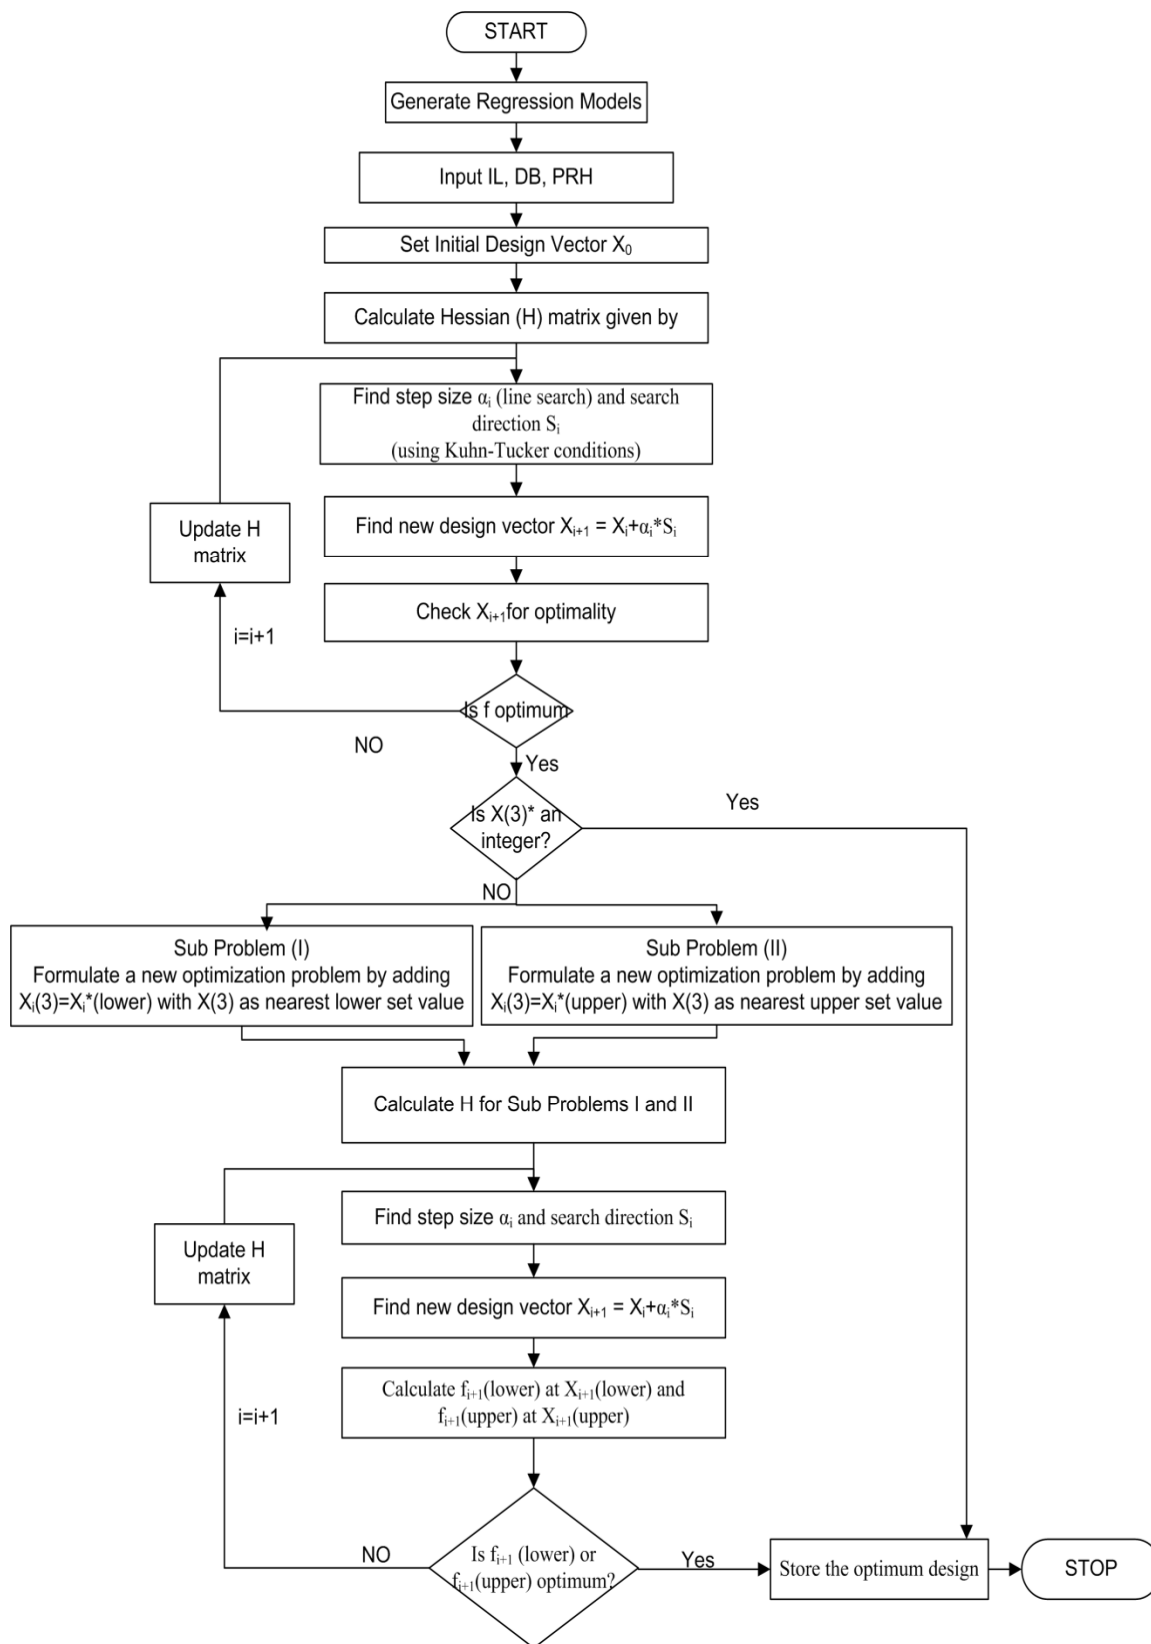 START
Generate Regression Models
Input IL, DB, PRH
Set Initial Design Vector X₀
Calculate Hessian (H) matrix given by
Find step size αᵢ (line search) and search
direction Sᵢ
(using Kuhn-Tucker conditions)
Update H
matrix
Find new design vector Xᵢ₊₁ = Xᵢ+αᵢ*Sᵢ
Check Xᵢ₊₁for optimality
i=i+1
Is f optimum
NO
Yes
Is X(3)* an
integer?
Yes
NO
Sub Problem (I)
Formulate a new optimization problem by adding
Xᵢ(3)=Xᵢ*(lower) with X(3) as nearest lower set value
Sub Problem (II)
Formulate a new optimization problem by adding
Xᵢ(3)=Xᵢ*(upper) with X(3) as nearest upper set value
Calculate H for Sub Problems I and II
Find step size αᵢ and search direction Sᵢ
Update H
matrix
Find new design vector Xᵢ₊₁ = Xᵢ+αᵢ*Sᵢ
Calculate fᵢ₊₁(lower) at Xᵢ₊₁(lower) and
fᵢ₊₁(upper) at Xᵢ₊₁(upper)
i=i+1
NO
Is fᵢ₊₁ (lower) or
fᵢ₊₁(upper) optimum?
Yes
Store the optimum design
STOP